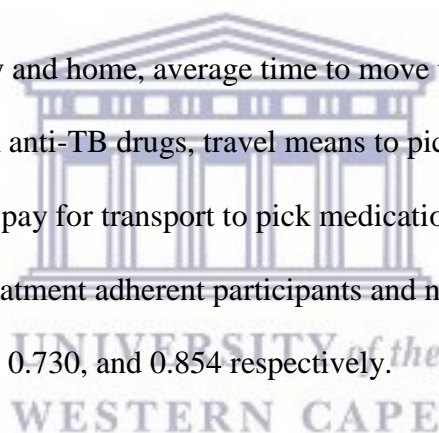 y and home, average time to move
anti-TB drugs, travel means to pic
pay for transport to pick medicatio
eatment adherent participants and n
0.730, and 0.854 respectively.
UNIVERSITY of the
WESTERN CAPE